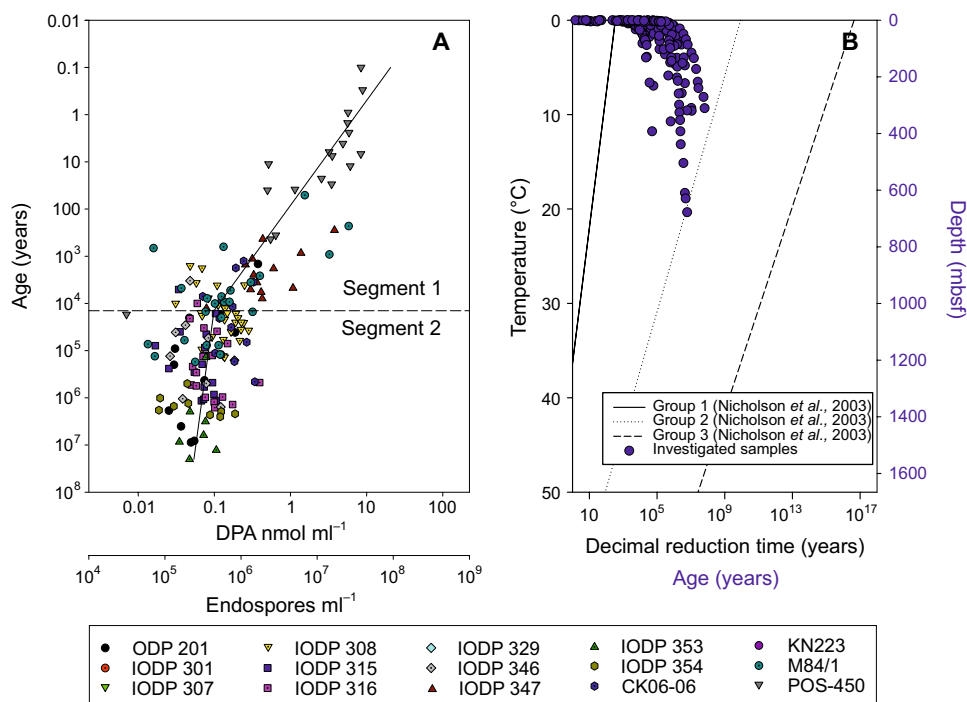 A
Age (years)
0.01
0.1
1
10
100
10³
10⁴
10⁵
10⁶
10⁷
10⁸
Segment 1
Segment 2
0.01 0.1 1 10 100
DPA nmol ml⁻¹
10⁴ 10⁵ 10⁶ 10⁷ 10⁸ 10⁹
Endospores ml⁻¹
B
Temperature (°C)
0
10
20
30
40
50
Depth (mbsf)
0
200
400
600
800
1000
1200
1400
1600
Group 1 (Nicholson et al., 2003)
Group 2 (Nicholson et al., 2003)
Group 3 (Nicholson et al., 2003)
Investigated samples
10 10⁵ 10⁹ 10¹³ 10¹⁷
Decimal reduction time (years)
Age (years)
ODP 201 IODP 308 IODP 329 IODP 353 KN223
IODP 301 IODP 315 IODP 346 IODP 354 M84/1
IODP 307 IODP 316 IODP 347 CK06-06 POS-450